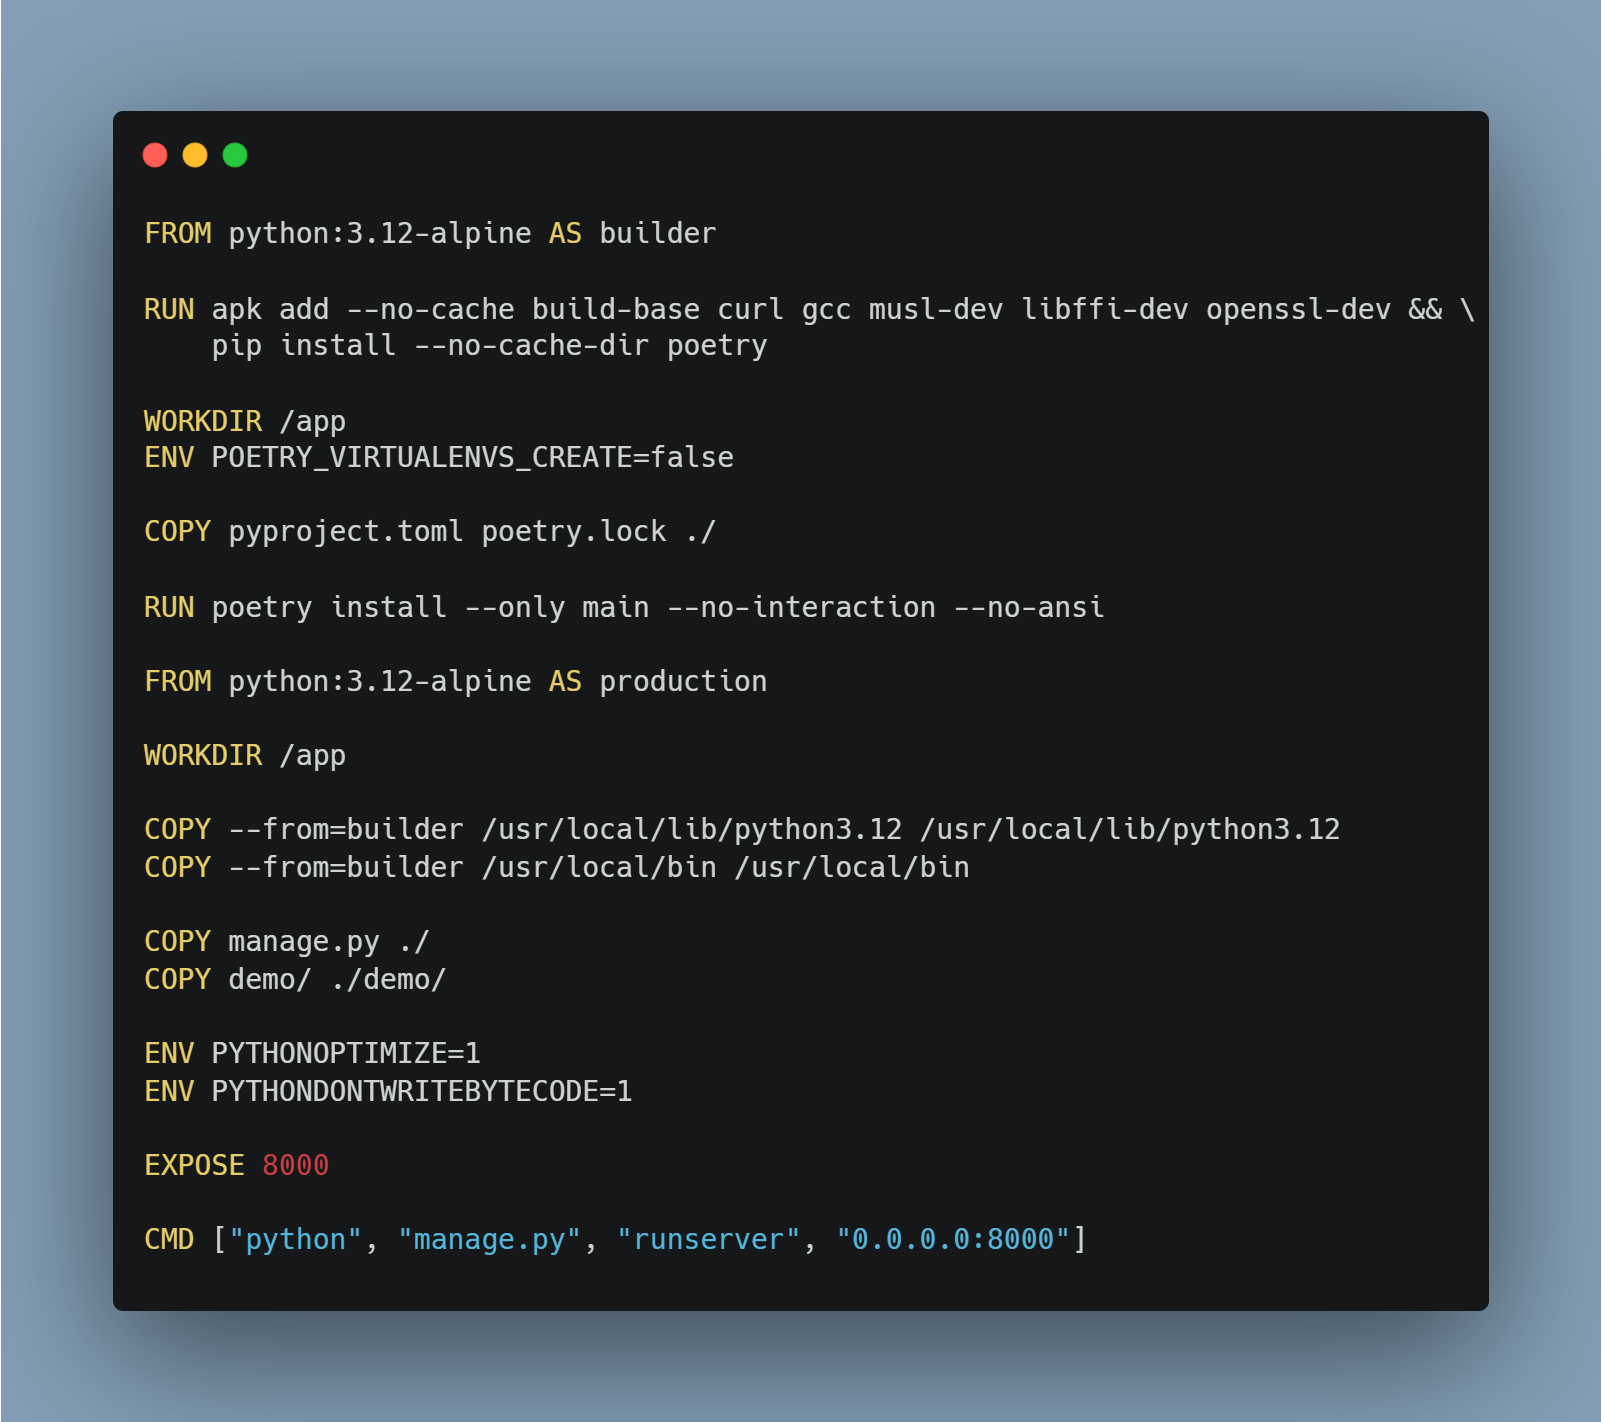 FROM python:3.12-alpine AS builder
RUN apk add --no-cache build-base curl gcc musl-dev libffi-dev openssl-dev && \
    pip install --no-cache-dir poetry
WORKDIR /app
ENV POETRY_VIRTUALENVS_CREATE=false
COPY pyproject.toml poetry.lock ./
RUN poetry install --only main --no-interaction --no-ansi
FROM python:3.12-alpine AS production
WORKDIR /app
COPY --from=builder /usr/local/lib/python3.12 /usr/local/lib/python3.12
COPY --from=builder /usr/local/bin /usr/local/bin
COPY manage.py ./
COPY demo/ ./demo/
ENV PYTHONOPTIMIZE=1
ENV PYTHONDONTWRITEBYTECODE=1
EXPOSE 8000
CMD ["python", "manage.py", "runserver", "0.0.0.0:8000"]